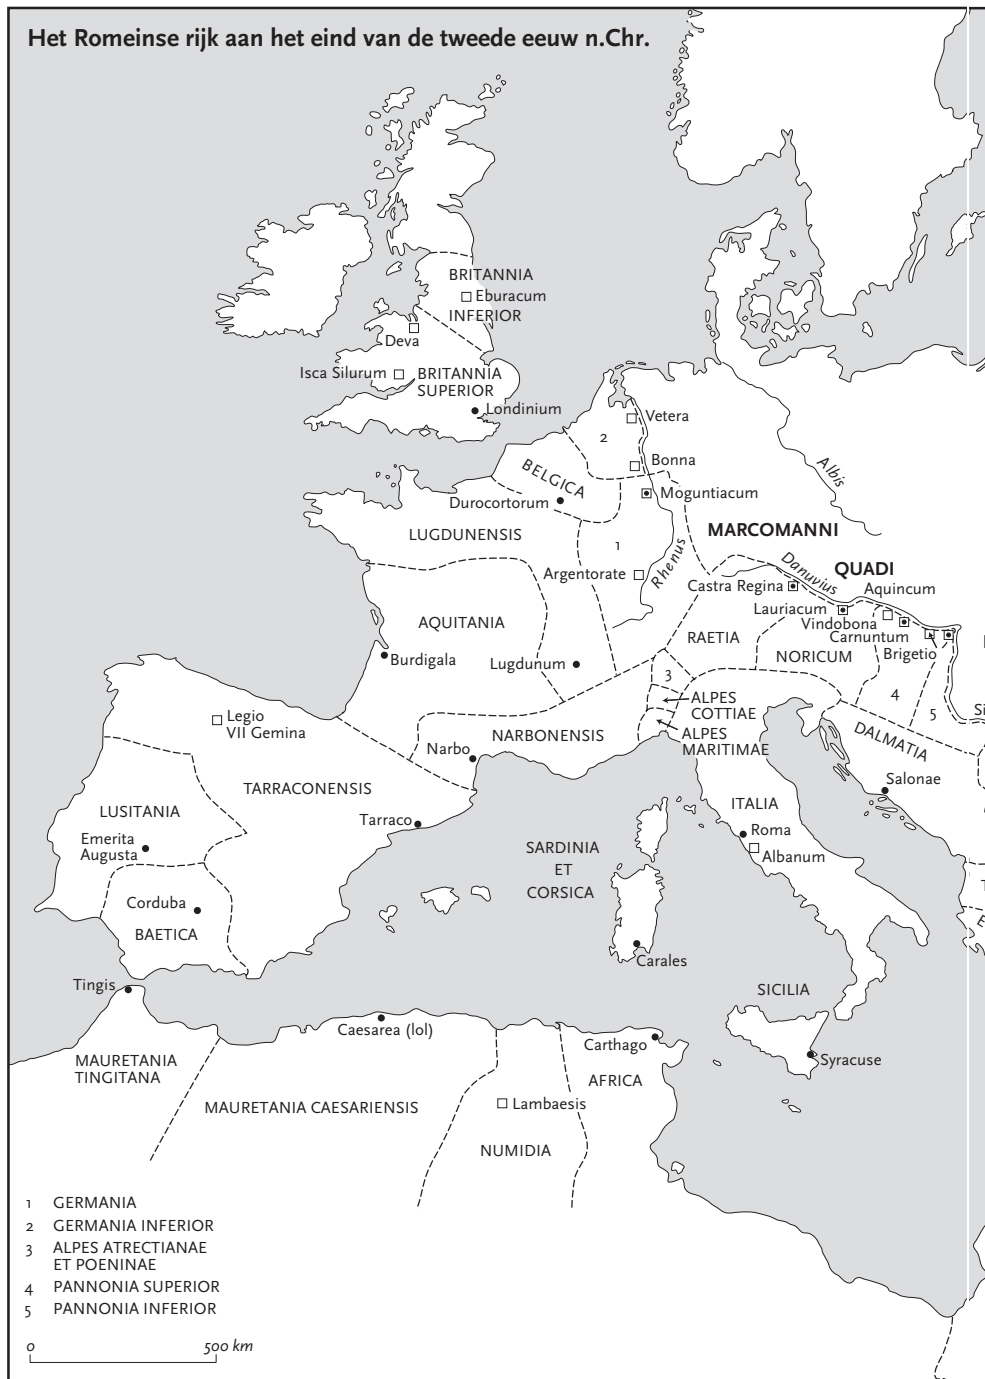 Het Romeinse rijk aan het eind van de tweede eeuw n.Chr.
BRITANNIA
Eburacum
INFERIOR
Deva
Isca Silurum
BRITANNIA
SUPERIOR
Londinium
Vetera
2
Bonna
BELGICA
Albis
Durocortorum
Moguntiacum
LUGDUNENSIS
MARCOMANNI
1
Rhenus
Danuvius
QUADI
Argentorate
Castra Regina
Aquincum
Lauriacum
Vindobona
AQUITANIA
RAETIA
Carnuntum
Burdigala
Lugdunum
NORICUM
Brigetio
3
4
ALPES
COTTIAE
5
Si
Legio
VII Gemina
NARBONENSIS
ALPES
MARITIMAE
DALMATIA
Narbo
TARRACONENSIS
Salonae
LUSITANIA
ITALIA
Tarraco
Roma
Emerita
Augusta
SARDINIA
ET
CORSICA
Albanum
Corduba
BAETICA
Carales
Tingis
SICILIA
Caesarea (lol)
Carthago
MAURETANIA
TINGITANA
Syracuse
AFRICA
MAURETANIA CAESARIENSIS
Lambaesis
NUMIDIA
1 GERMANIA
2 GERMANIA INFERIOR
3 ALPES ATRECTIANAE
ET POENINAE
4 PANNONIA SUPERIOR
5 PANNONIA INFERIOR
0 500 km